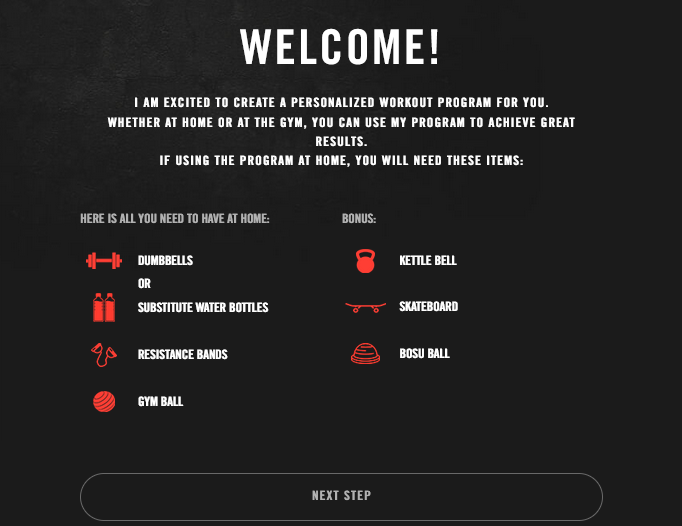 WELCOME!
I AM EXCITED TO CREATE A PERSONALIZED WORKOUT PROGRAM FOR YOU.
WHETHER AT HOME OR AT THE GYM, YOU CAN USE MY PROGRAM TO ACHIEVE GREAT
RESULTS.
IF USING THE PROGRAM AT HOME, YOU WILL NEED THESE ITEMS:
HERE IS ALL YOU NEED TO HAVE AT HOME:
DUMBBELLS
OR
SUBSTITUTE WATER BOTTLES
RESISTANCE BANDS
GYM BALL
BONUS:
KETTLE BELL
SKATEBOARD
BOSU BALL
NEXT STEP